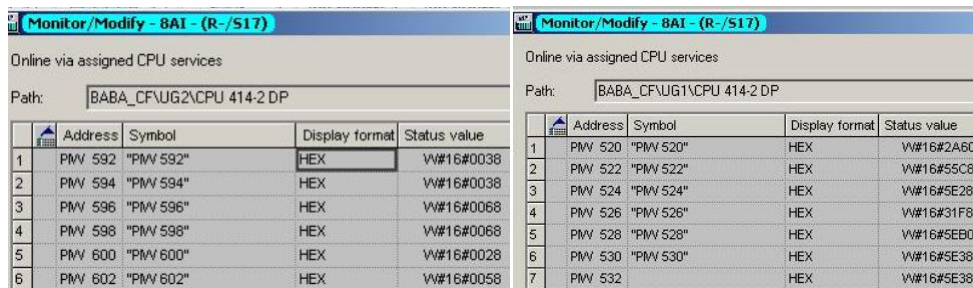 Monitor/Modify - 8AI - (R-/S17)
Online via assigned CPU services
Path: BABA_CF\UG2\CPU 414-2 DP
Address Symbol Display format Status value
1 PIW 592 "PIW 592" HEX W#16#0038
2 PIW 594 "PIW 594" HEX W#16#0038
3 PIW 596 "PIW 596" HEX W#16#0068
4 PIW 598 "PIW 598" HEX W#16#0068
5 PIW 600 "PIW 600" HEX W#16#0028
6 PIW 602 "PIW 602" HEX W#16#0058
Monitor/Modify - 8AI - (R-/S17)
Online via assigned CPU services
Path: BABA_CF\UG1\CPU 414-2 DP
Address Symbol Display format Status value
1 PIW 520 "PIW 520" HEX W#16#2A60
2 PIW 522 "PIW 522" HEX W#16#55C8
3 PIW 524 "PIW 524" HEX W#16#5E28
4 PIW 526 "PIW 526" HEX W#16#31F8
5 PIW 528 "PIW 528" HEX W#16#5EB0
6 PIW 530 "PIW 530" HEX W#16#5E38
7 PIW 532 HEX W#16#5E38